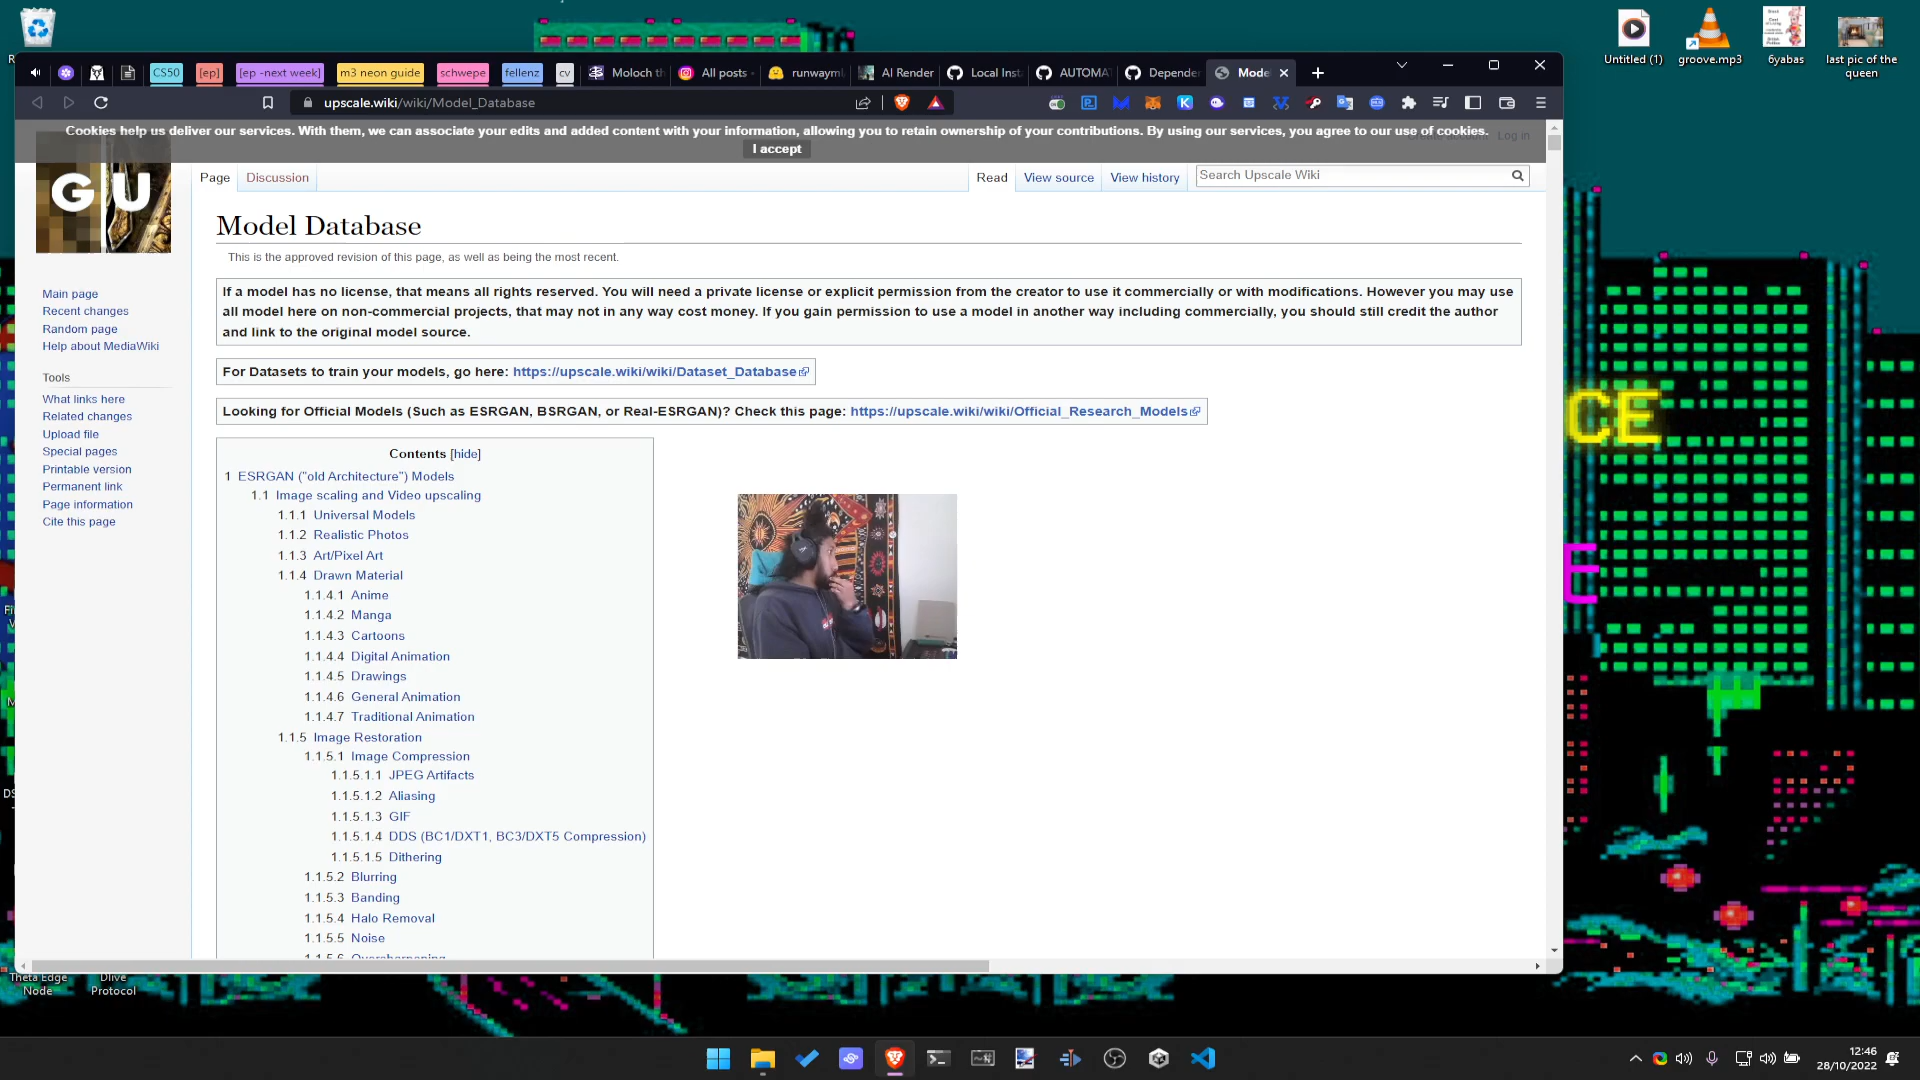 Untitled (1)
groove.mp3
6yabas
last pic of the
queen
CS50
[ep]
[ep -next week]
m3 neon guide
schwepe
fellenz
cv
Moloch th
All posts
runwayml
AI Render
Local Inst
AUTOMAT
Depender
Mode
upscale.wiki/wiki/Model_Database
Cookies help us deliver our services. With them, we can associate your edits and added content with your information, allowing you to retain ownership of your contributions. By using our services, you agree to our use of cookies.
Log in
I accept
GU
Page
Discussion
Read
View source
View history
Search Upscale Wiki
Model Database
This is the approved revision of this page, as well as being the most recent.
If a model has no license, that means all rights reserved. You will need a private license or explicit permission from the creator to use it commercially or with modifications. However you may use
all model here on non-commercial projects, that may not in any way cost money. If you gain permission to use a model in another way including commercially, you should still credit the author
and link to the original model source.
For Datasets to train your models, go here: https://upscale.wiki/wiki/Dataset_Database
Looking for Official Models (Such as ESRGAN, BSRGAN, or Real-ESRGAN)? Check this page: https://upscale.wiki/wiki/Official_Research_Models
Main page
Recent changes
Random page
Help about MediaWiki
Tools
What links here
Related changes
Upload file
Special pages
Printable version
Permanent link
Page information
Cite this page
Contents [hide]
1 ESRGAN ("old Architecture") Models
1.1 Image scaling and Video upscaling
1.1.1 Universal Models
1.1.2 Realistic Photos
1.1.3 Art/Pixel Art
1.1.4 Drawn Material
1.1.4.1 Anime
1.1.4.2 Manga
1.1.4.3 Cartoons
1.1.4.4 Digital Animation
1.1.4.5 Drawings
1.1.4.6 General Animation
1.1.4.7 Traditional Animation
1.1.5 Image Restoration
1.1.5.1 Image Compression
1.1.5.1.1 JPEG Artifacts
1.1.5.1.2 Aliasing
1.1.5.1.3 GIF
1.1.5.1.4 DDS (BC1/DXT1, BC3/DXT5 Compression)
1.1.5.1.5 Dithering
1.1.5.2 Blurring
1.1.5.3 Banding
1.1.5.4 Halo Removal
1.1.5.5 Noise
CE
E
Theta Edge
Node
Dlive
Protocol
12:46
28/10/2022